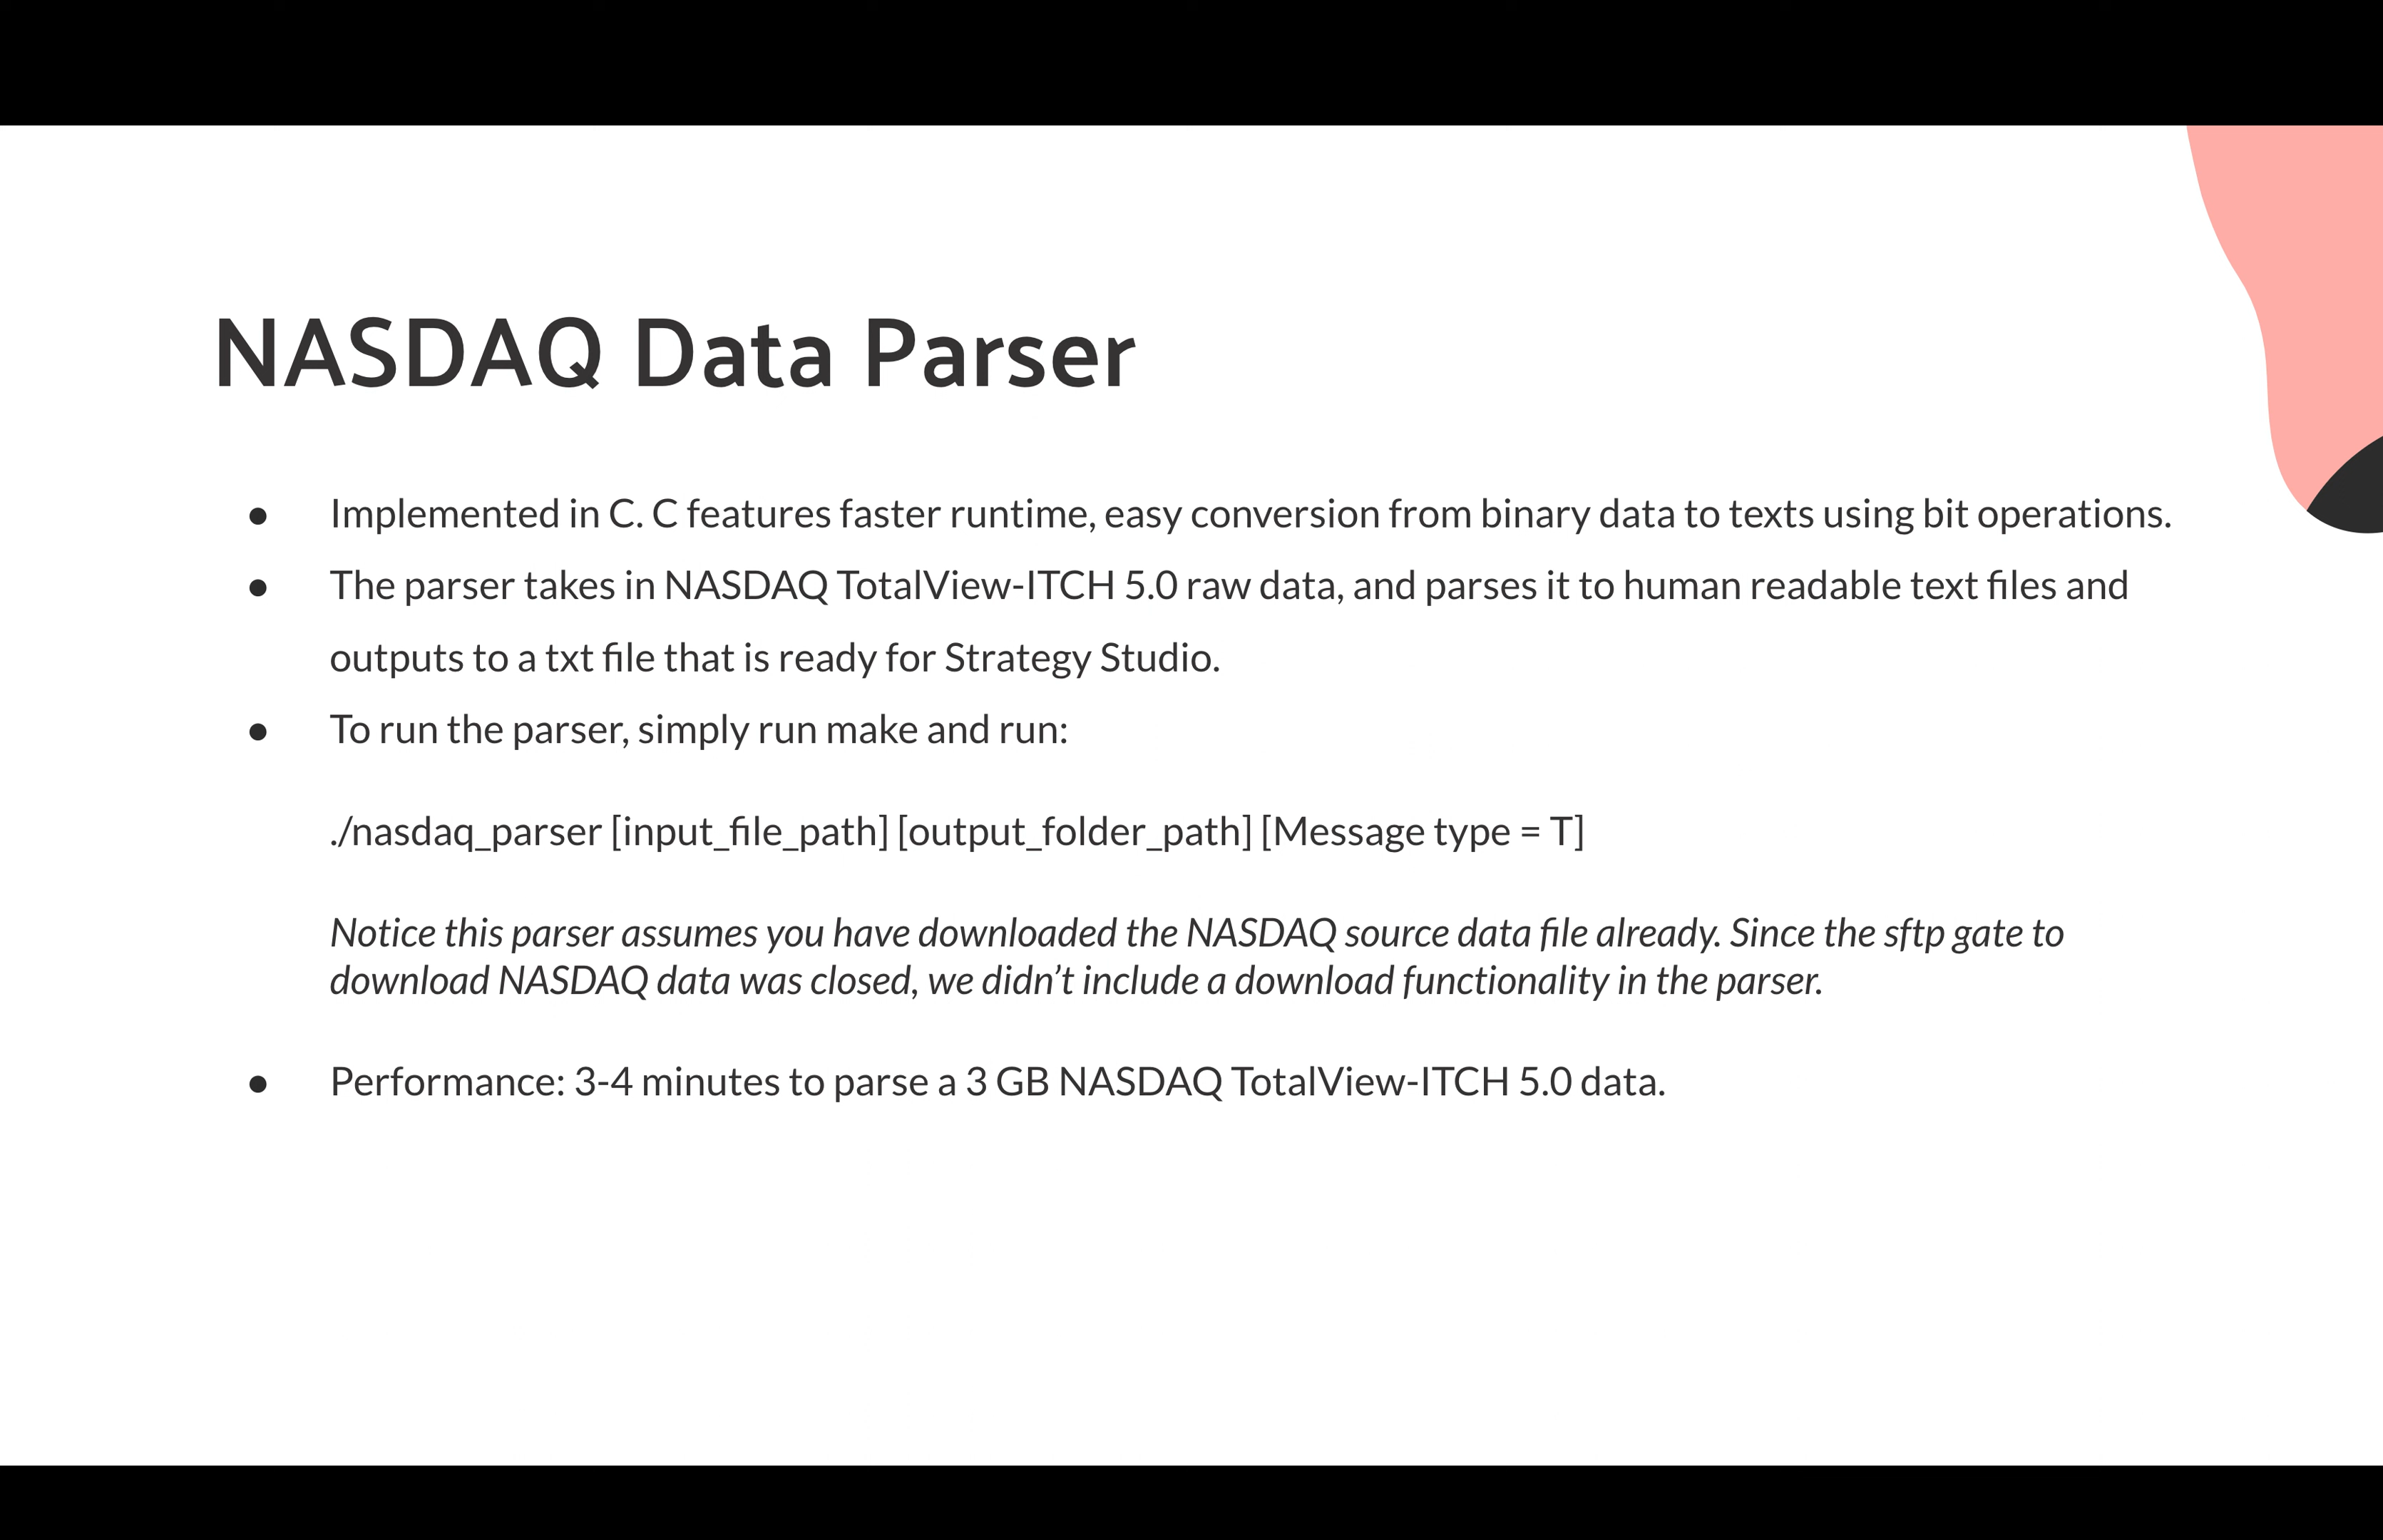 NASDAQ Data Parser
● Implemented in C. C features faster runtime, easy conversion from binary data to texts using bit operations.
● The parser takes in NASDAQ TotalView-ITCH 5.0 raw data, and parses it to human readable text files and
outputs to a txt file that is ready for Strategy Studio.
● To run the parser, simply run make and run:
./nasdaq_parser [input_file_path] [output_folder_path] [Message type = T]
Notice this parser assumes you have downloaded the NASDAQ source data file already. Since the sftp gate to
download NASDAQ data was closed, we didn’t include a download functionality in the parser.
● Performance: 3-4 minutes to parse a 3 GB NASDAQ TotalView-ITCH 5.0 data.